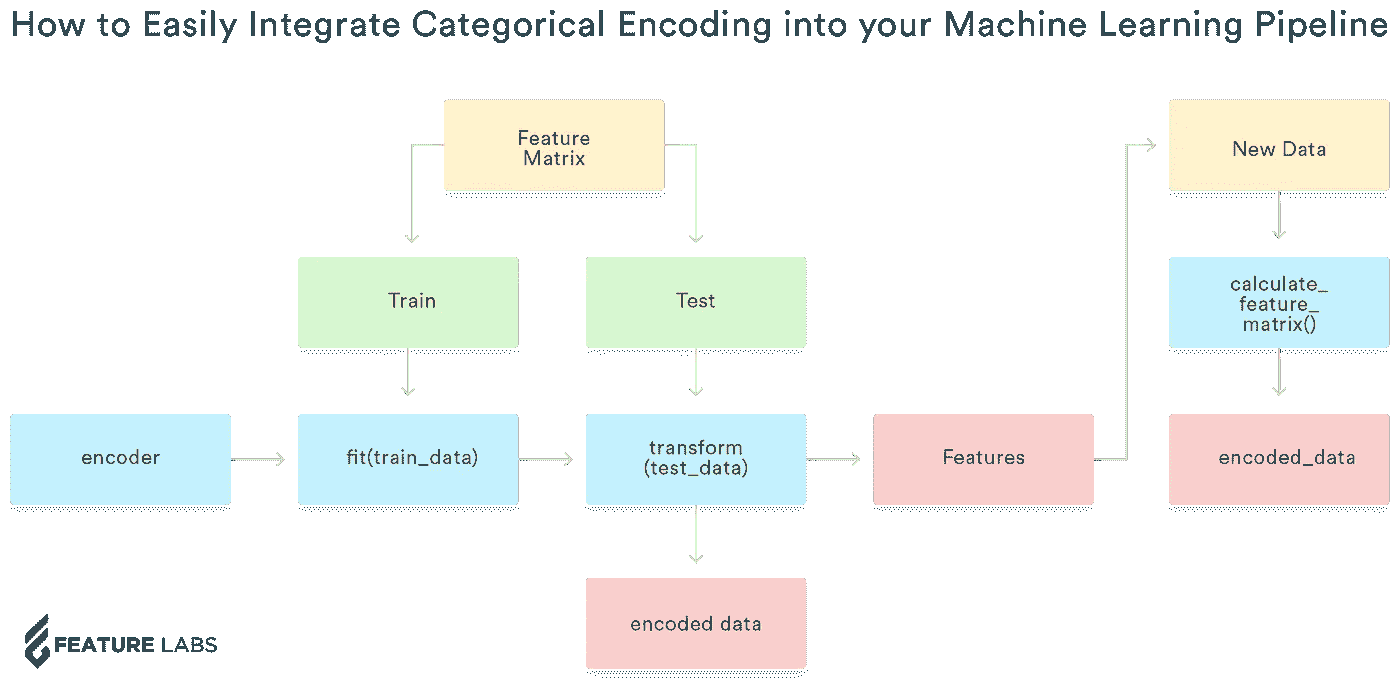 How to Easily Integrate Categorical Encoding into your Machine Learning Pipeline
Feature
Matrix
New Data
Train
Test
calculate_
feature_
matrix()
encoder
fit(train_data)
transform
(test_data)
Features
encoded_data
encoded data
FEATURE LABS